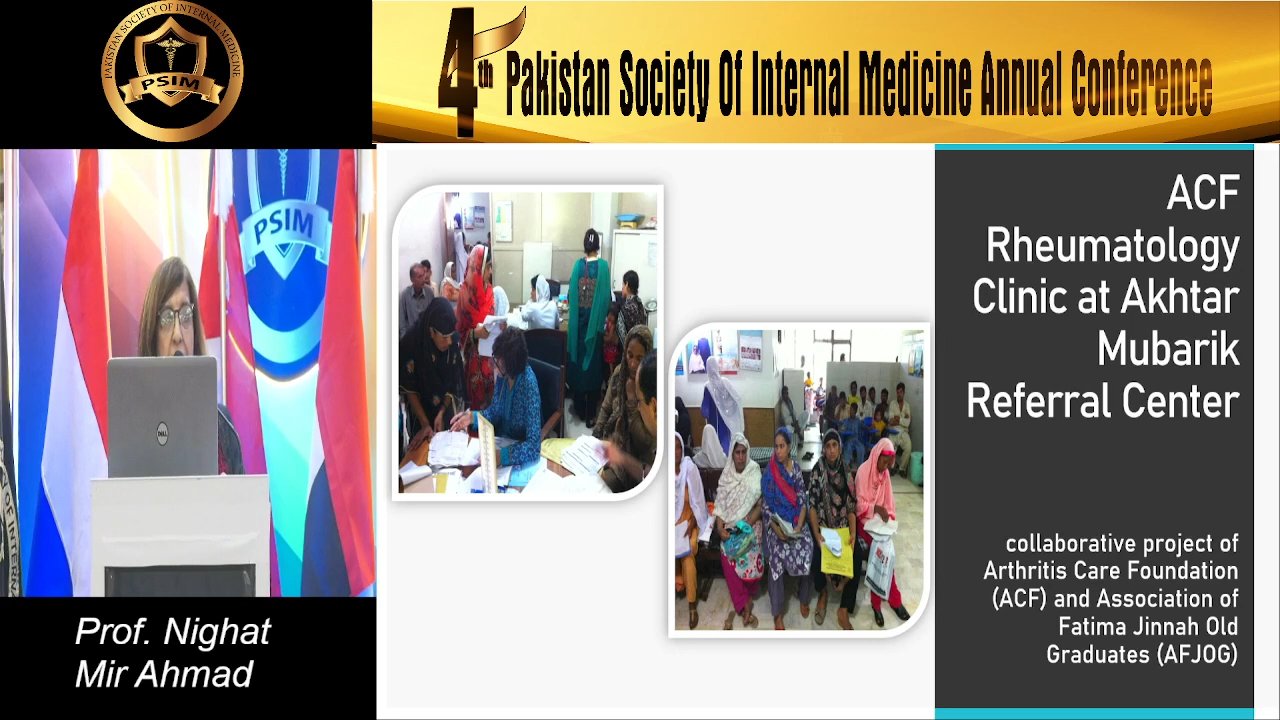 PAKISTAN SOCIETY OF INTERNAL MEDICINE
PSIM
4th Pakistan Society Of Internal Medicine Annual Conference
PSIM
DELL
ACF
Rheumatology
Clinic at Akhtar
Mubarik
Referral Center
collaborative project of
Arthritis Care Foundation
(ACF) and Association of
Fatima Jinnah Old
Graduates (AFJOG)
Prof. Nighat
Mir Ahmad